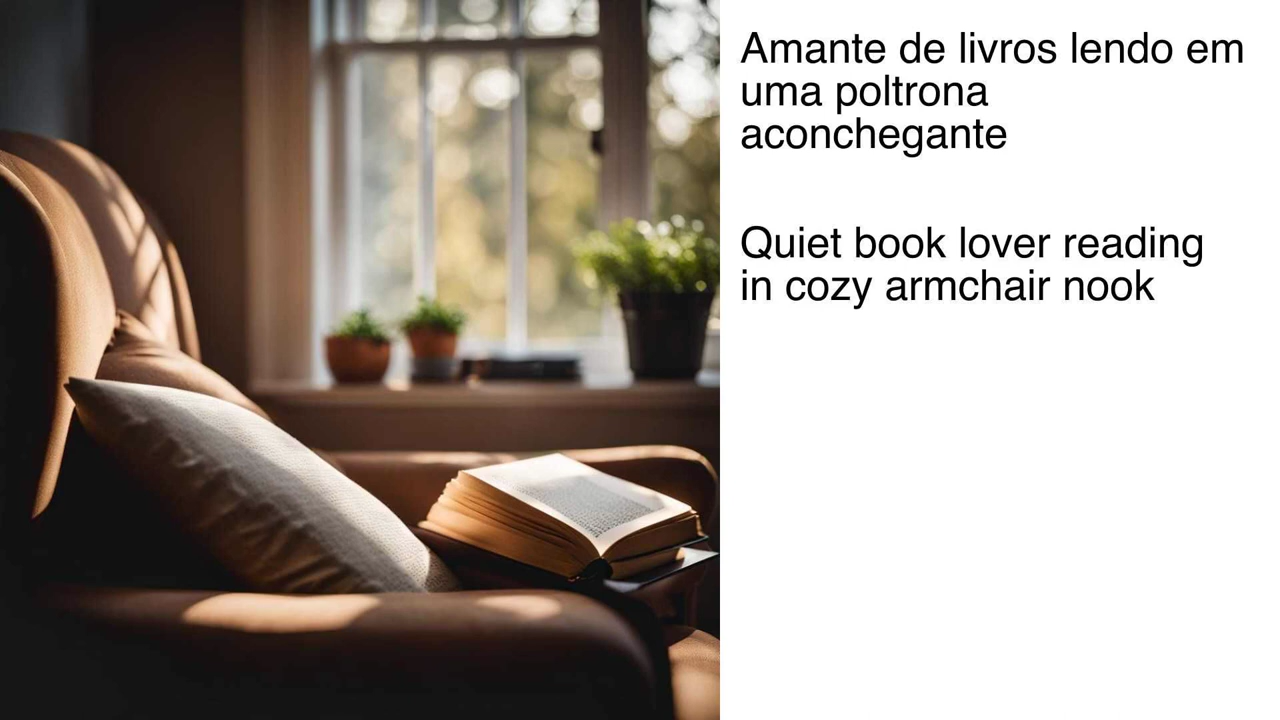 Amante de livros lendo em
uma poltrona
aconchegante
Quiet book lover reading
in cozy armchair nook